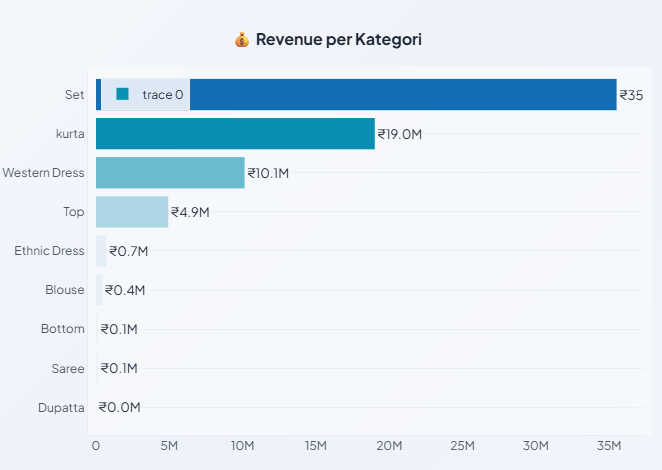 💰 Revenue per Kategori
Set
trace 0
₹35
kurta
₹19.0M
Western Dress
₹10.1M
Top
₹4.9M
Ethnic Dress
₹0.7M
Blouse
₹0.4M
Bottom
₹0.1M
Saree
₹0.1M
Dupatta
₹0.0M
0 5M 10M 15M 20M 25M 30M 35M